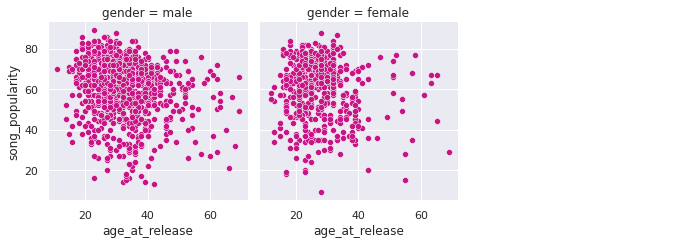 gender = male
gender = female
song_popularity
80
60
40
20
20
40
60
20
40
60
age_at_release
age_at_release